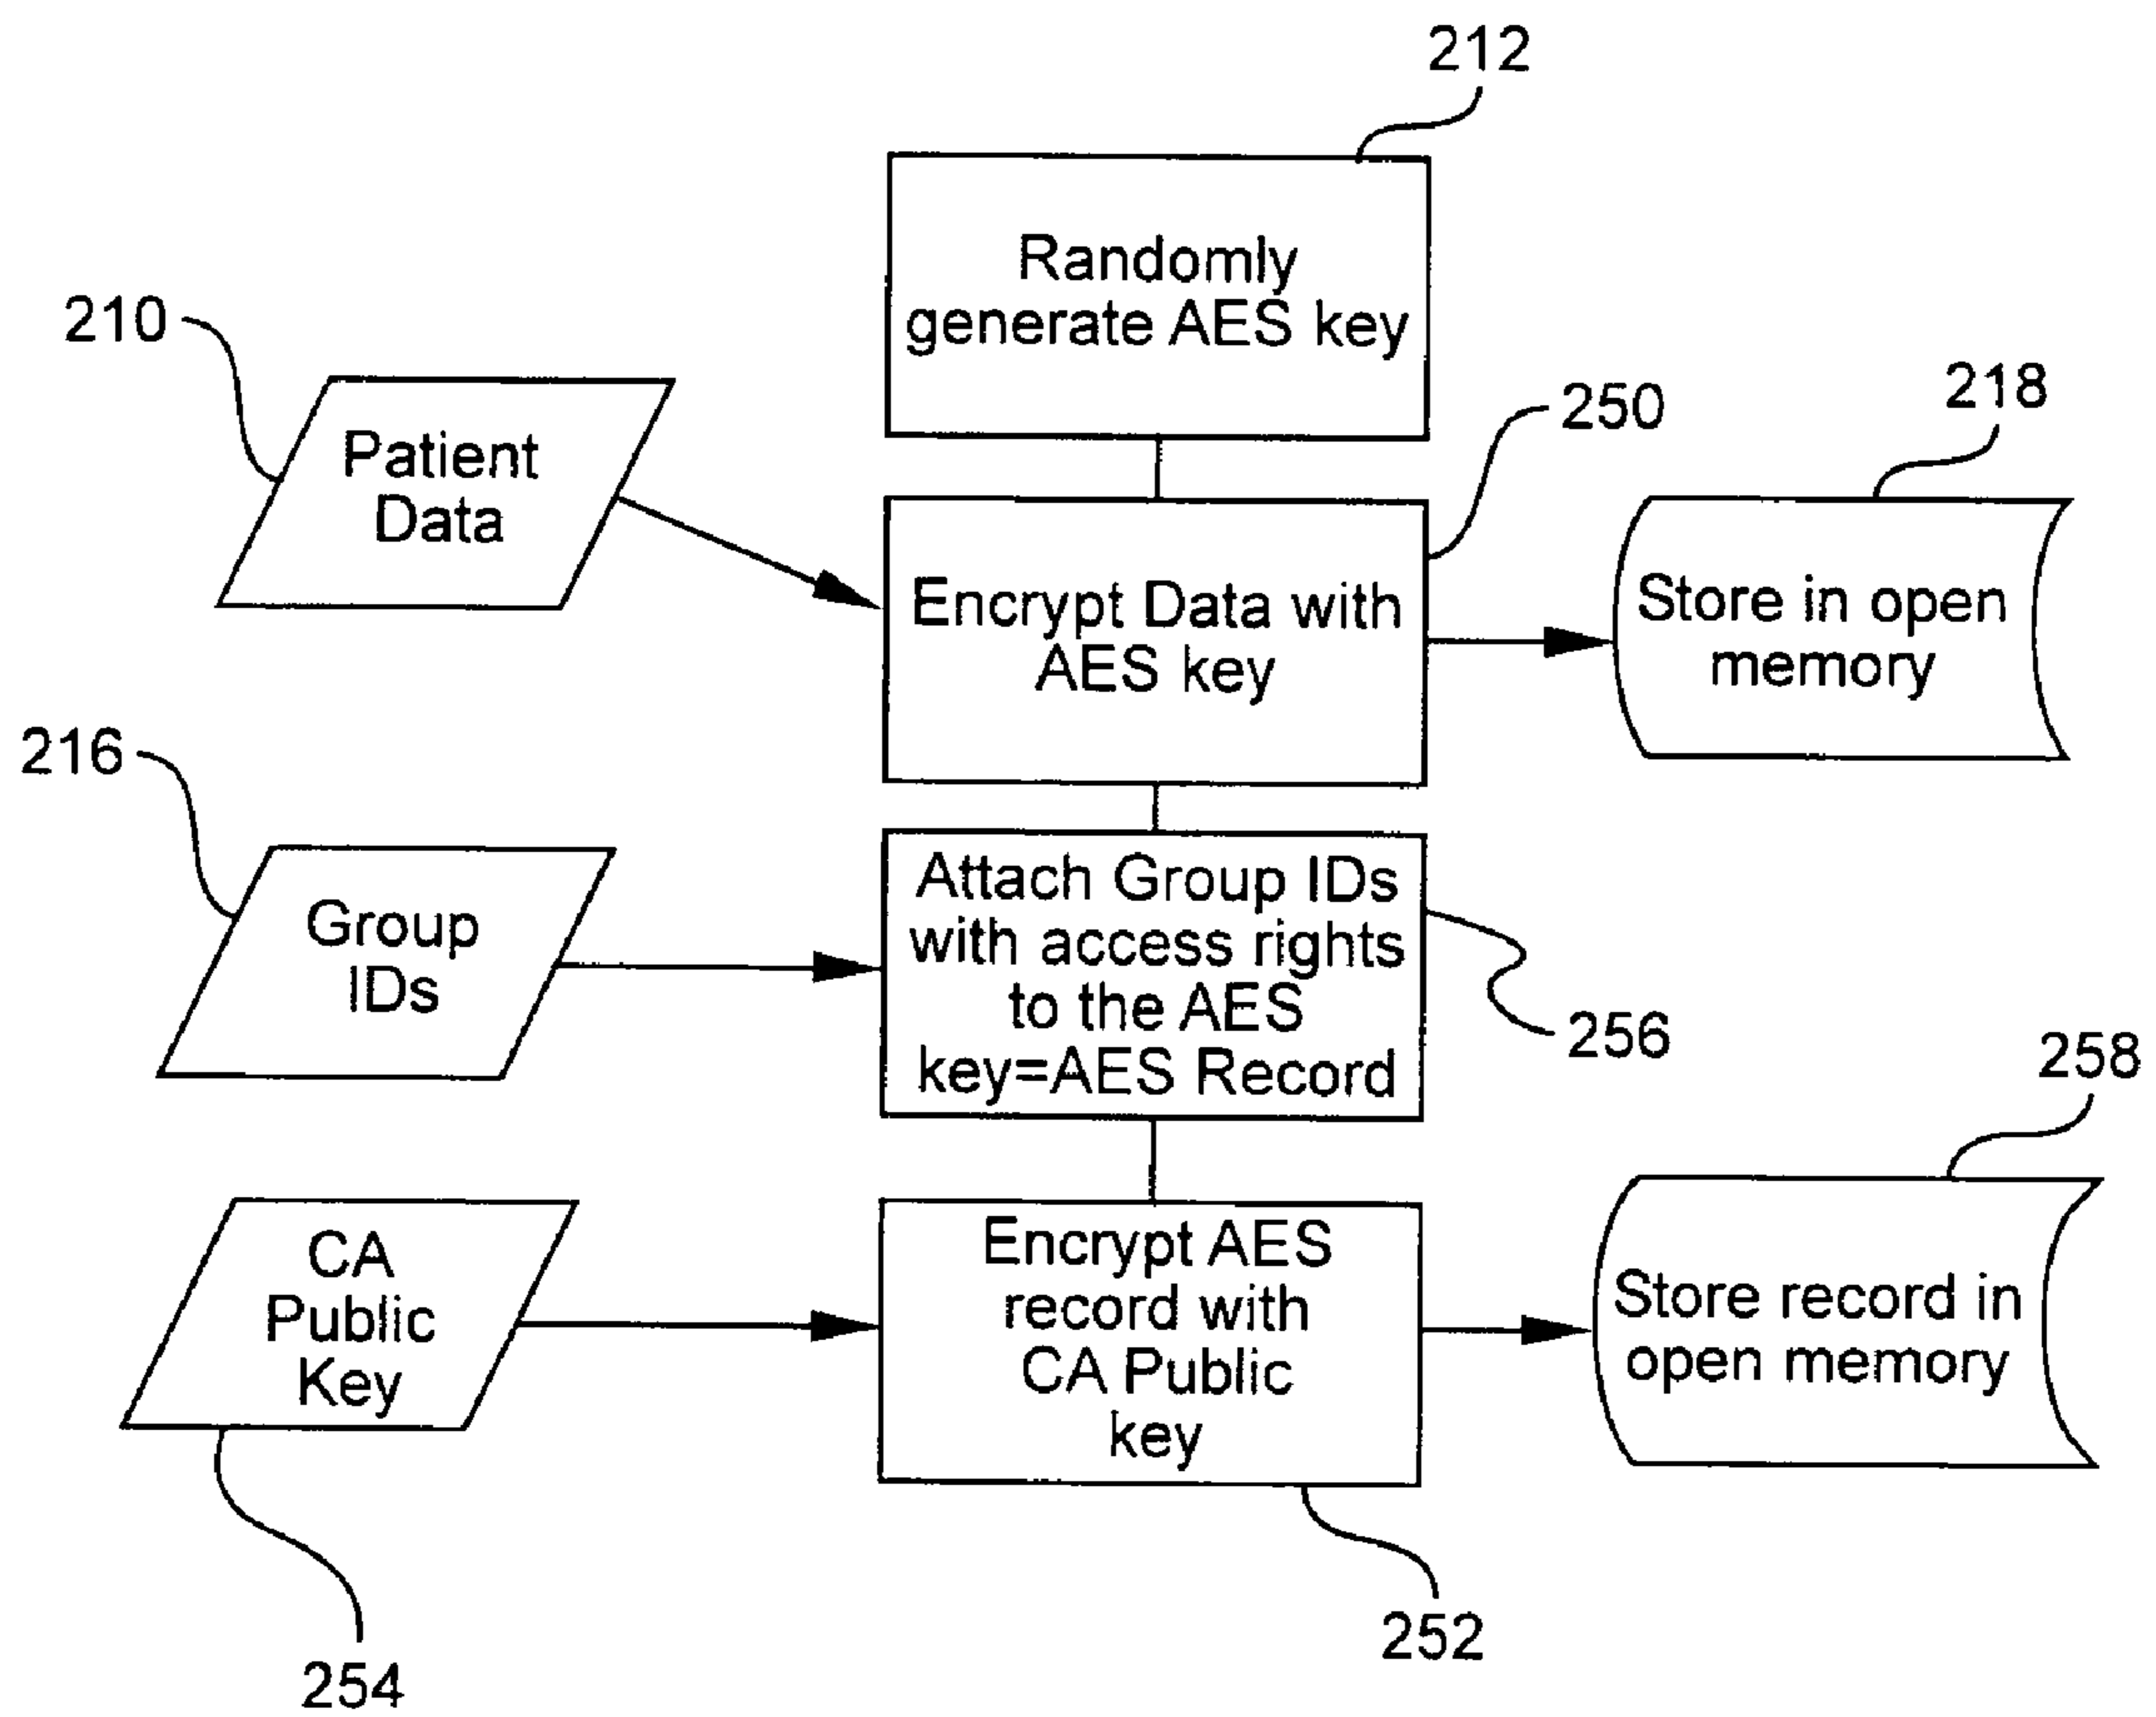 212
Randomly
generate AES key
210
Patient
Data
250
Encrypt Data with
AES key
218
Store in open
memory
216
Group
IDs
Attach Group IDs
with access rights
to the AES
key=AES Record
256
258
CA
Public
Key
Encrypt AES
record with
CA Public
key
Store record in
open memory
254
252